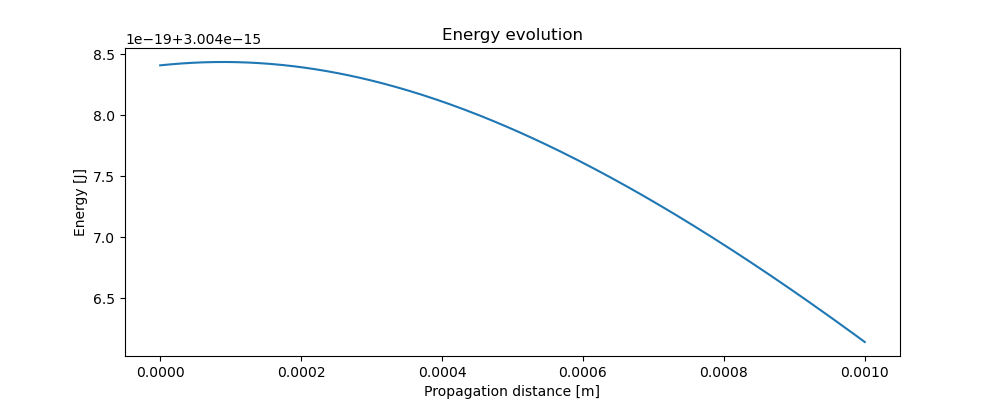 Energy evolution
1e−19+3.004e−15
8.5
8.0
7.5
7.0
6.5
Energy [J]
0.0000 0.0002 0.0004 0.0006 0.0008 0.0010
Propagation distance [m]